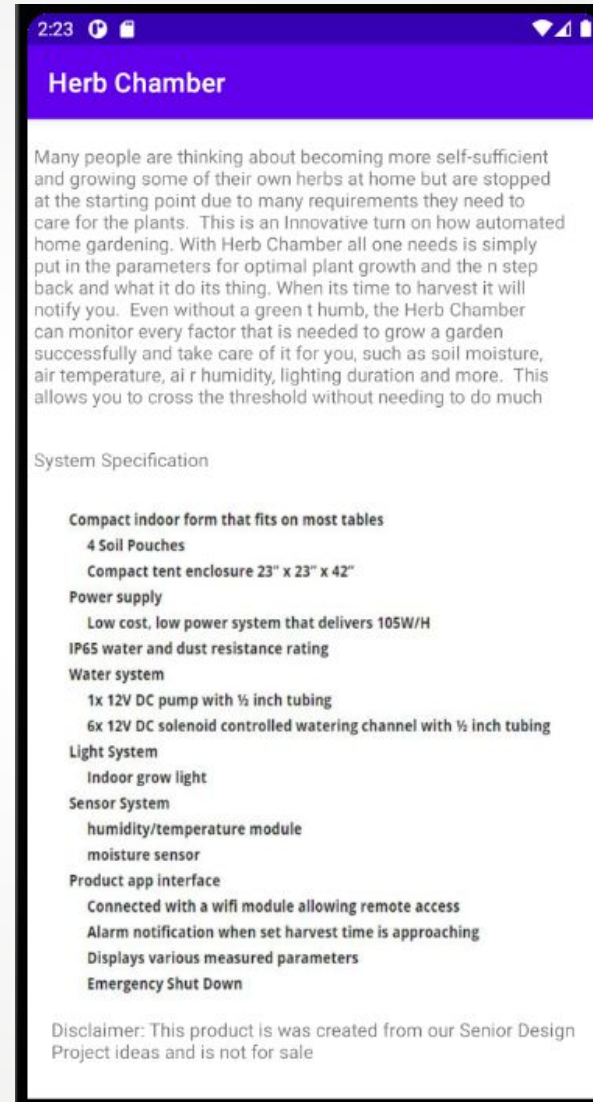 2:23
Herb Chamber
Many people are thinking about becoming more self-sufficient
and growing some of their own herbs at home but are stopped
at the starting point due to many requirements they need to
care for the plants.  This is an Innovative turn on how automated
home gardening. With Herb Chamber all one needs is simply
put in the parameters for optimal plant growth and the n step
back and what it do its thing. When its time to harvest it will
notify you.  Even without a green t humb, the Herb Chamber
can monitor every factor that is needed to grow a garden
successfully and take care of it for you, such as soil moisture,
air temperature, ai r humidity, lighting duration and more.  This
allows you to cross the threshold without needing to do much
System Specification
Compact indoor form that fits on most tables
4 Soil Pouches
Compact tent enclosure 23" x 23" x 42"
Power supply
Low cost, low power system that delivers 105W/H
IP65 water and dust resistance rating
Water system
1x 12V DC pump with ½ inch tubing
6x 12V DC solenoid controlled watering channel with ½ inch tubing
Light System
Indoor grow light
Sensor System
humidity/temperature module
moisture sensor
Product app interface
Connected with a wifi module allowing remote access
Alarm notification when set harvest time is approaching
Displays various measured parameters
Emergency Shut Down
Disclaimer: This product is was created from our Senior Design
Project ideas and is not for sale